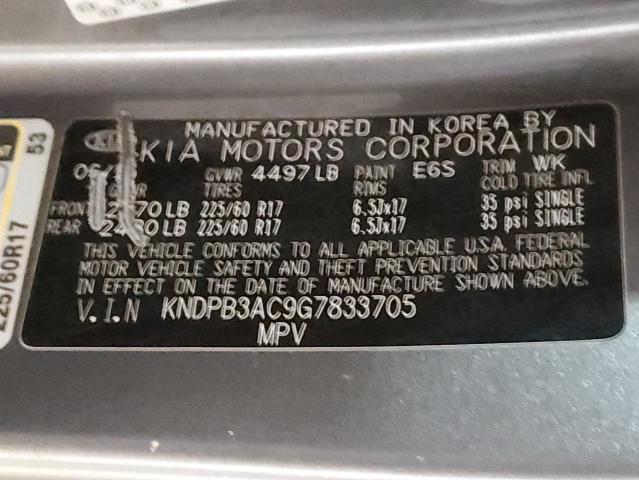 MANUFACTURED IN KOREA BY
KIA KIA MOTORS CORPORATION
GVWR 4497 LB PAINT E6S TRIM WK
TIRES RIMS COLD TIRE INFL
FRONT LB 225/60 R17 6.5Jx17 35 psi SINGLE
REAR LB 225/60 R17 6.5Jx17 35 psi SINGLE
THIS VEHICLE CONFORMS TO ALL APPLICABLE U.S.A. FEDERAL
MOTOR VEHICLE SAFETY AND THEFT PREVENTION STANDARDS
IN EFFECT ON THE DATE OF MANUFACTURE SHOWN ABOVE.
V.I.N KNDPB3AC9G7833705
MPV
53
225/60R17